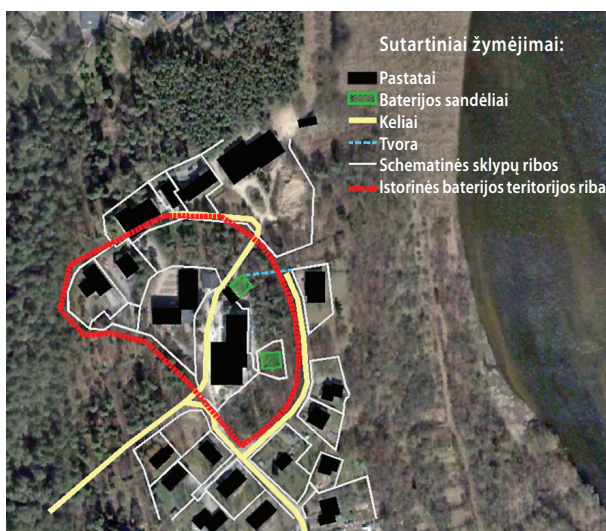 Sutartiniai žymėjimai:
Pastatai
Baterijos sandėliai
Keliai
Tvora
Schematinės sklypų ribos
Istorinės baterijos teritorijos riba